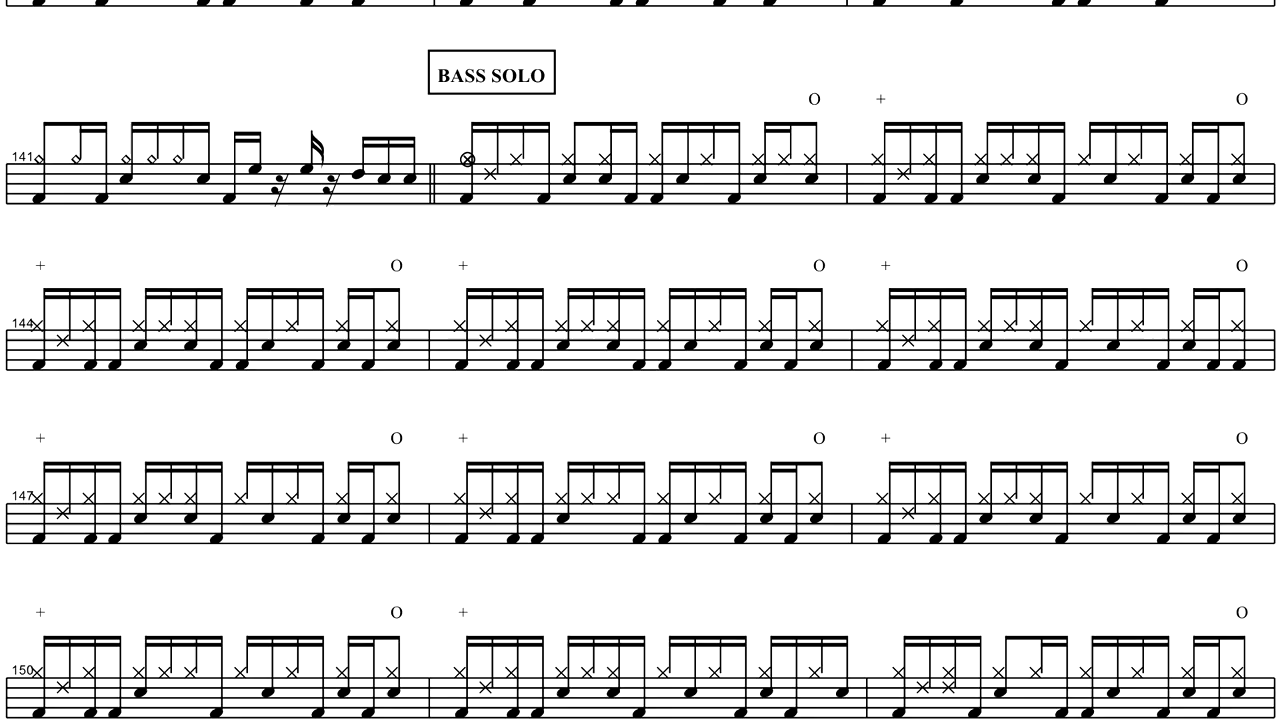 BASS SOLO
O + O
141
+ O + O + O
144
+ O + O + O
147
+ O + O
150